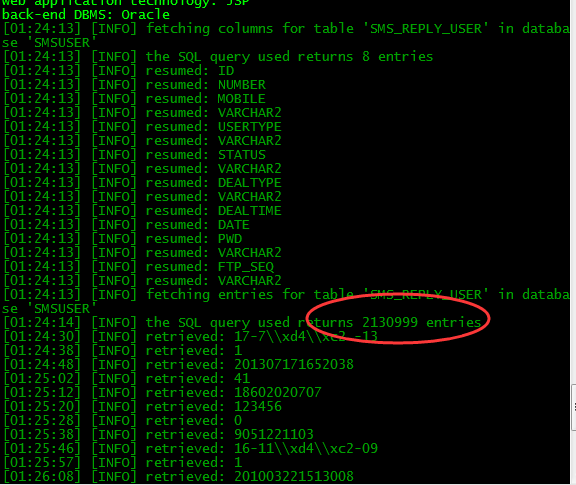 web application technology: JSP
back-end DBMS: Oracle
[01:24:13] [INFO] fetching columns for table 'SMS_REPLY_USER' in databa
se 'SMSUSER'
[01:24:13] [INFO] the SQL query used returns 8 entries
[01:24:13] [INFO] resumed: ID
[01:24:13] [INFO] resumed: NUMBER
[01:24:13] [INFO] resumed: MOBILE
[01:24:13] [INFO] resumed: VARCHAR2
[01:24:13] [INFO] resumed: USERTYPE
[01:24:13] [INFO] resumed: VARCHAR2
[01:24:13] [INFO] resumed: STATUS
[01:24:13] [INFO] resumed: VARCHAR2
[01:24:13] [INFO] resumed: DEALTYPE
[01:24:13] [INFO] resumed: VARCHAR2
[01:24:13] [INFO] resumed: DEALTIME
[01:24:13] [INFO] resumed: DATE
[01:24:13] [INFO] resumed: PWD
[01:24:13] [INFO] resumed: VARCHAR2
[01:24:13] [INFO] resumed: FTP_SEQ
[01:24:13] [INFO] resumed: VARCHAR2
[01:24:13] [INFO] fetching entries for table 'SMS_REPLY_USER' in databa
se 'SMSUSER'
[01:24:14] [INFO] the SQL query used returns 2130999 entries
[01:24:30] [INFO] retrieved: 17-7\\xd4\\xc2 -13
[01:24:38] [INFO] retrieved: 1
[01:24:48] [INFO] retrieved: 201307171652038
[01:25:02] [INFO] retrieved: 41
[01:25:12] [INFO] retrieved: 18602020707
[01:25:20] [INFO] retrieved: 123456
[01:25:28] [INFO] retrieved: 0
[01:25:38] [INFO] retrieved: 9051221103
[01:25:46] [INFO] retrieved: 16-11\\xd4\\xc2-09
[01:25:57] [INFO] retrieved: 1
[01:26:08] [INFO] retrieved: 201003221513008